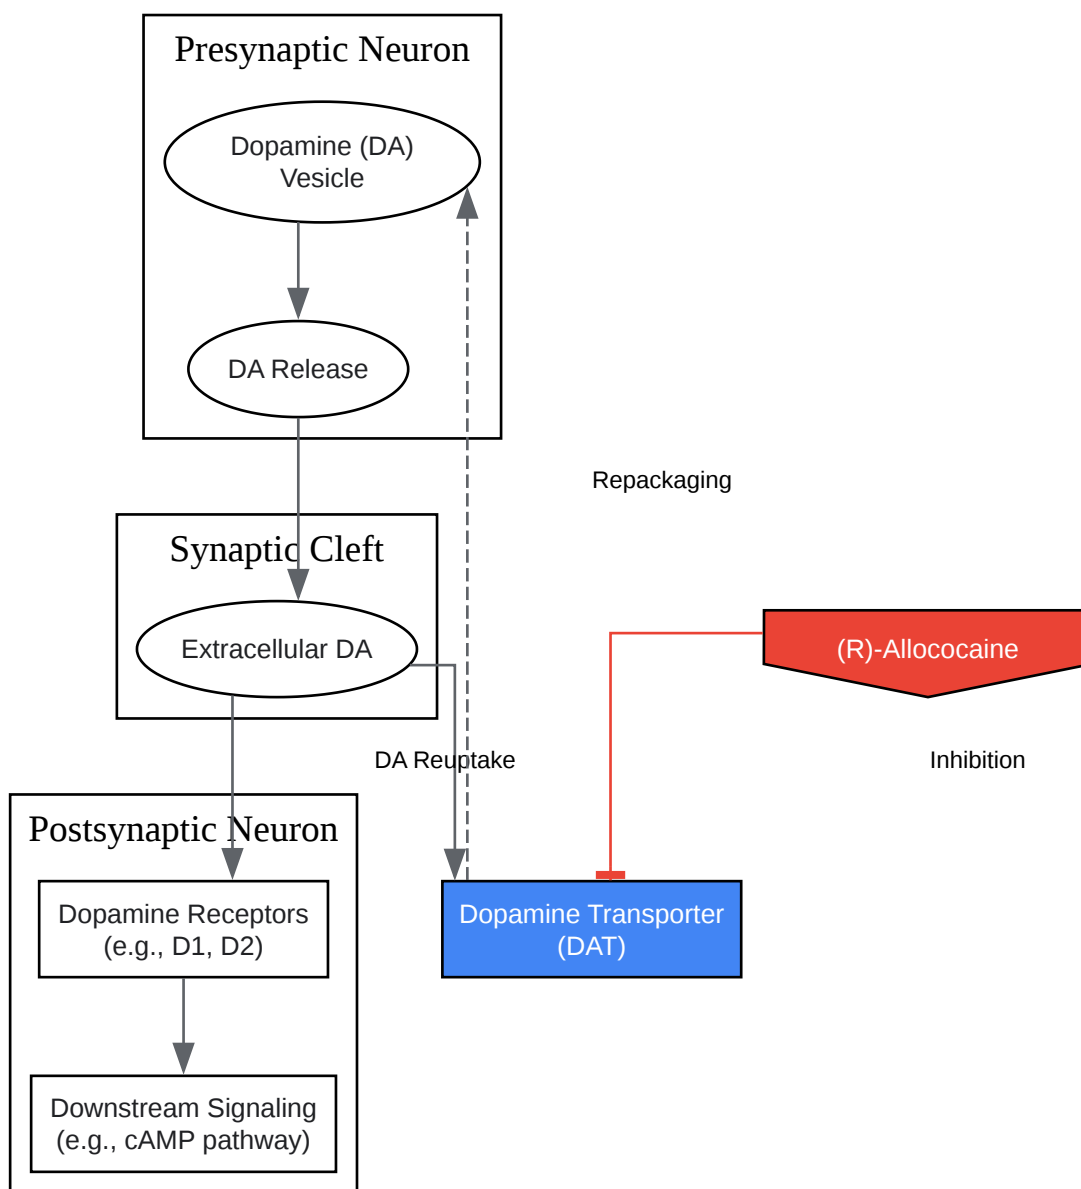 Presynaptic Neuron
Dopamine (DA)
Vesicle
DA Release
Repackaging
Synaptic Cleft
Extracellular DA
(R)-Allococaine
DA Reuptake
Inhibition
Postsynaptic Neuron
Dopamine Receptors
(e.g., D1, D2)
Dopamine Transporter
(DAT)
Downstream Signaling
(e.g., cAMP pathway)